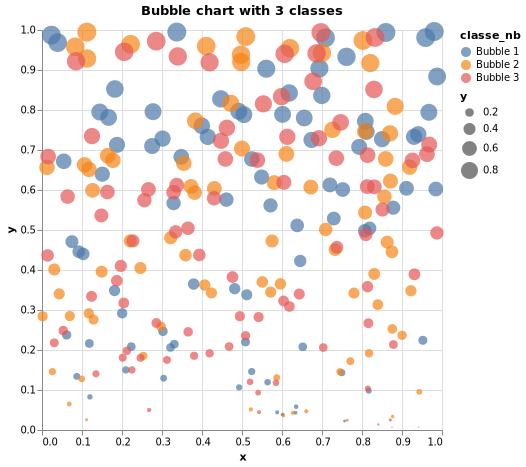 Bubble chart with 3 classes
classe_nb
Bubble 1
Bubble 2
Bubble 3
y
0.2
0.4
0.6
0.8
y
1.0
0.9
0.8
0.7
0.6
0.5
0.4
0.3
0.2
0.1
0.0
0.0 0.1 0.2 0.3 0.4 0.5 0.6 0.7 0.8 0.9 1.0
x